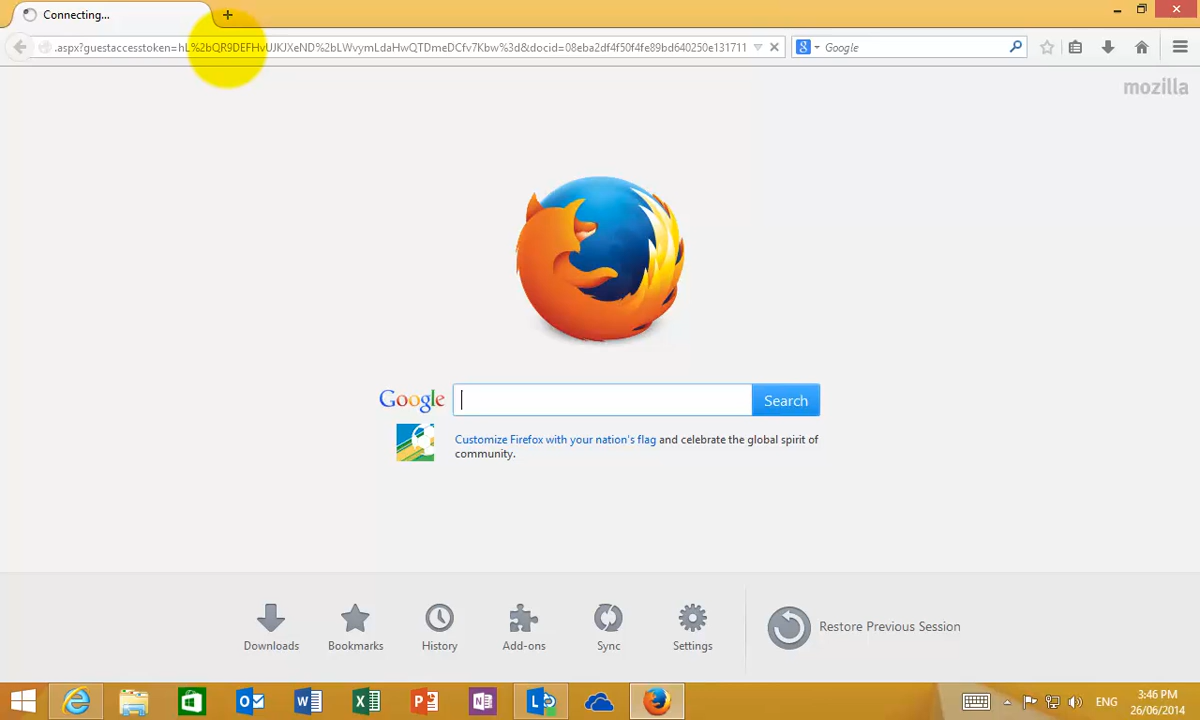 Connecting...
.aspx?guestaccesstoken=hL%2bQR9DEFHvUJKJXeND%2bLWvymLdaHwQTDmeDCfv7Kbw%3d&docid=08eba2df4f50f4fe89bd640250e131711
Google
mozilla
Google
Search
Customize Firefox with your nation's flag and celebrate the global spirit of
community.
Downloads
Bookmarks
History
Add-ons
Sync
Settings
Restore Previous Session
ENG
3:46 PM
26/06/2014